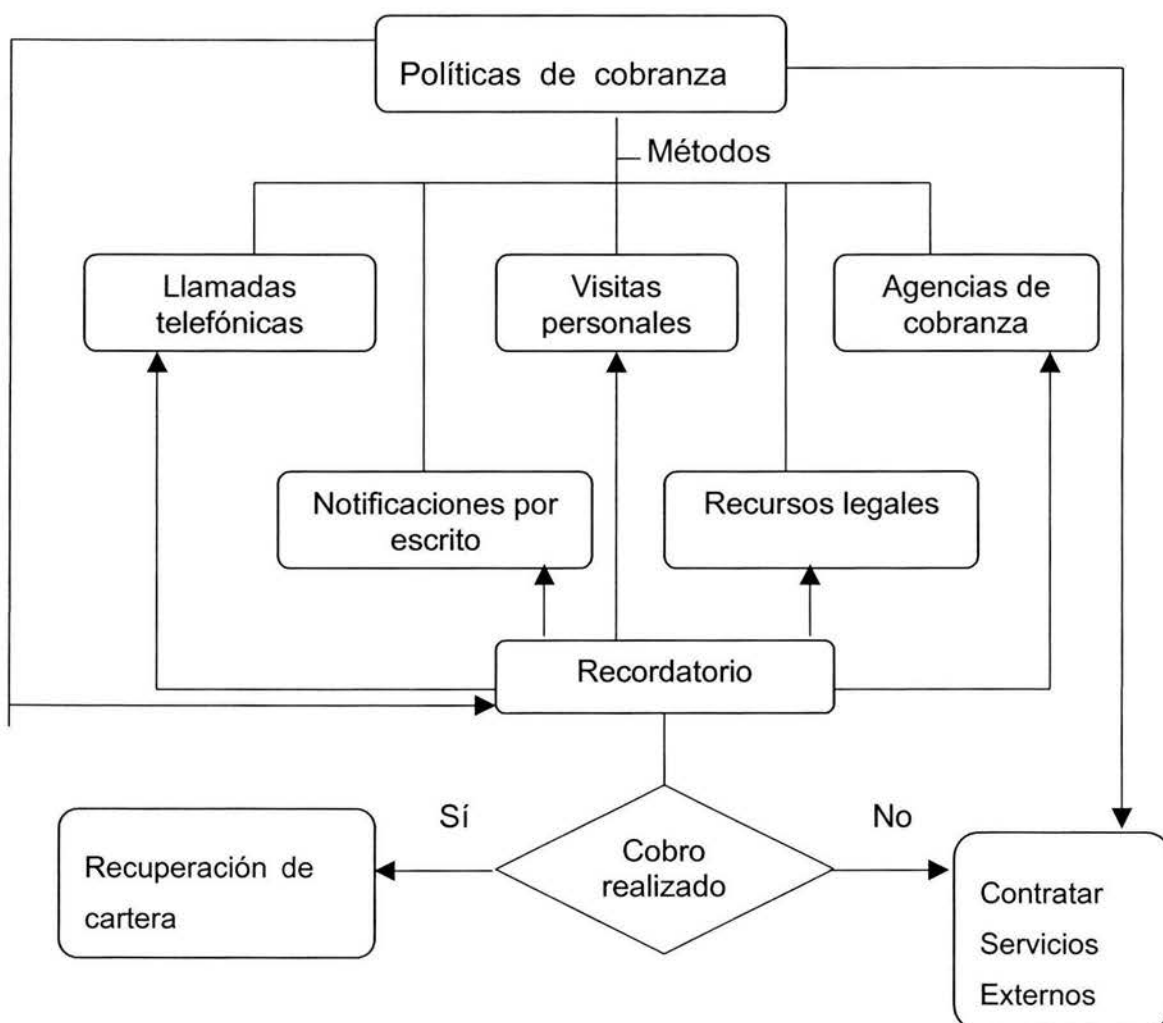 Políticas de cobranza
Métodos
Llamadas
telefónicas
Visitas
personales
Agencias de
cobranza
Notificaciones por
escrito
Recursos legales
Recordatorio
Sí
No
Cobro
realizado
Recuperación de
cartera
Contratar
Servicios
Externos